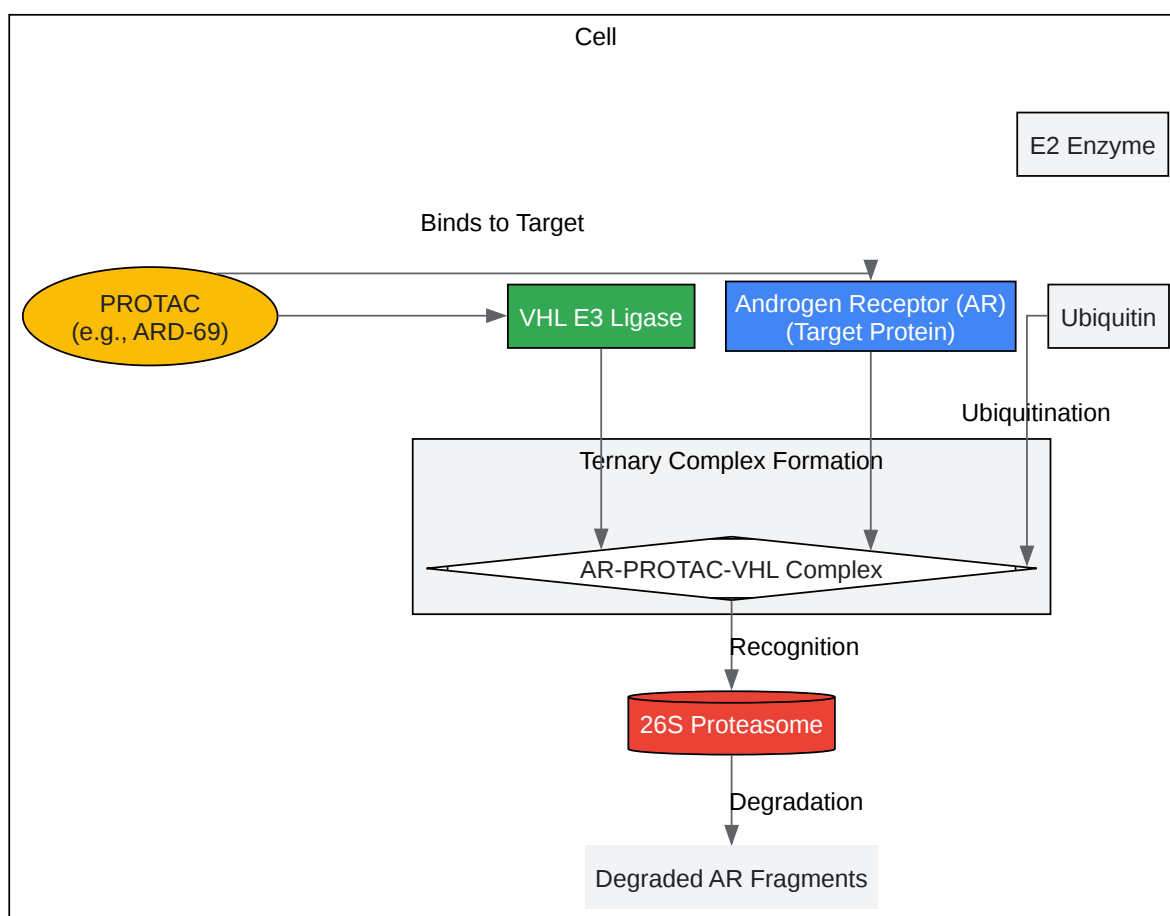 Cell
E2 Enzyme
Binds to Target
PROTAC
(e.g., ARD-69)
VHL E3 Ligase
Androgen Receptor (AR)
(Target Protein)
Ubiquitin
Ubiquitination
Ternary Complex Formation
AR-PROTAC-VHL Complex
Recognition
26S Proteasome
Degradation
Degraded AR Fragments